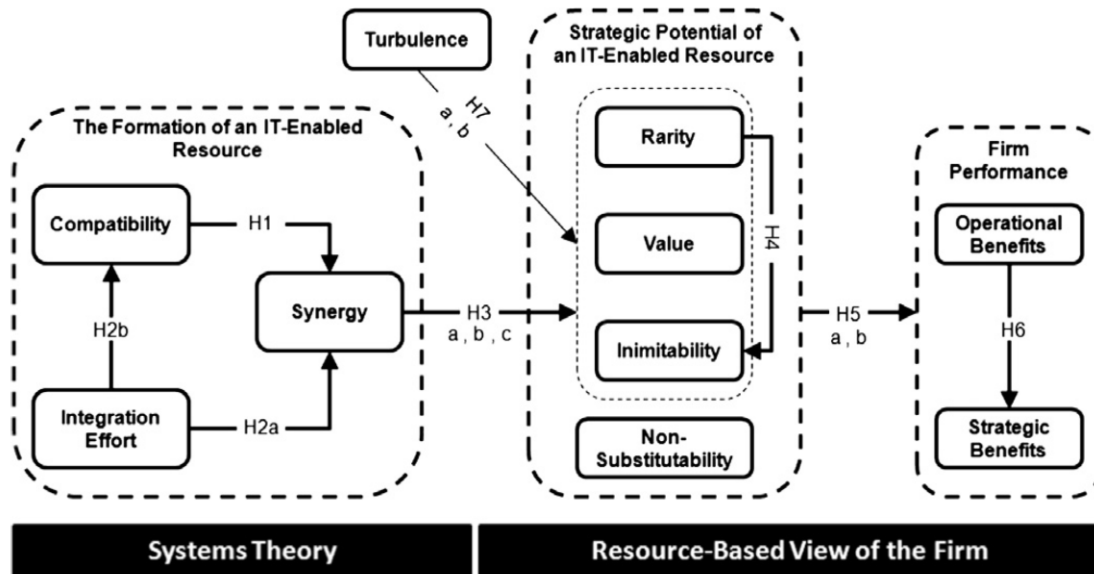 Turbulence
Strategic Potential of
an IT-Enabled Resource
H7
a , b
The Formation of an IT-Enabled
Resource
Rarity
Firm
Performance
Compatibility
H1
Value
H4
Operational
Benefits
Synergy
H3
a , b , c
H5
a , b
H2b
Inimitability
H6
Integration
Effort
H2a
Non-
Substitutability
Strategic
Benefits
Systems Theory
Resource-Based View of the Firm